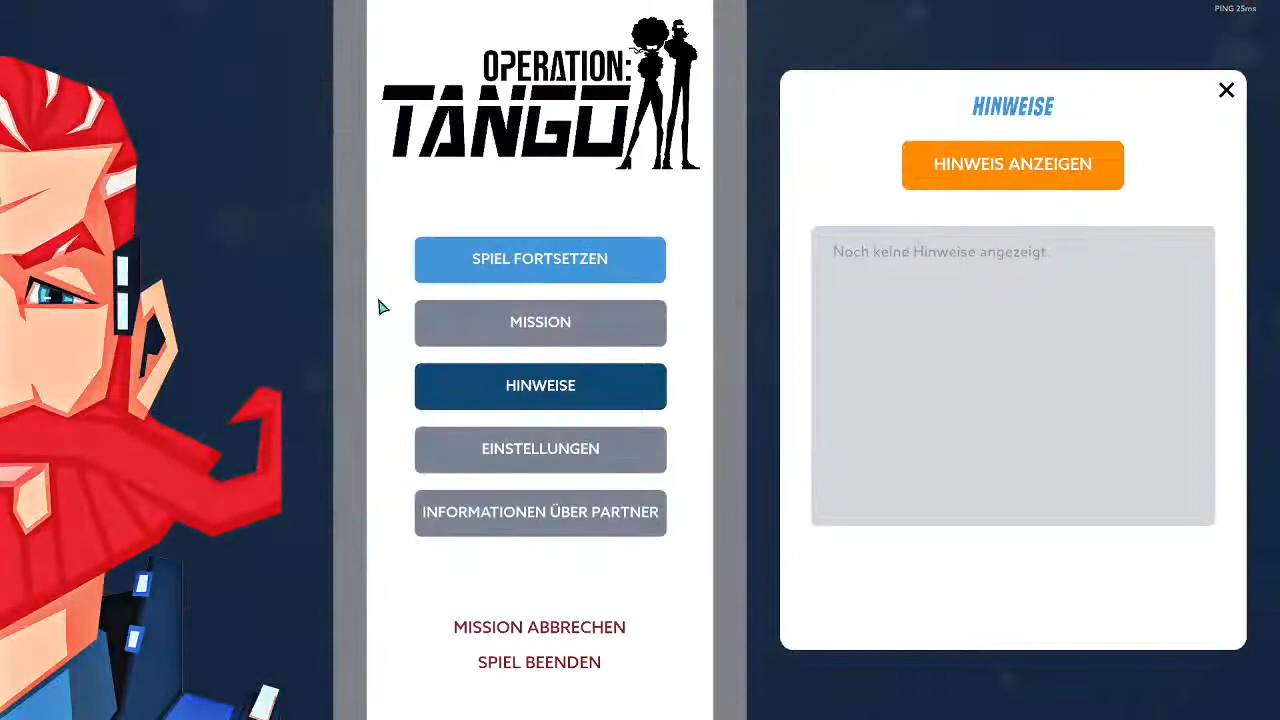 PING 25ms
OPERATION:
TANGO
SPIEL FORTSETZEN
MISSION
HINWEISE
EINSTELLUNGEN
INFORMATIONEN ÜBER PARTNER
MISSION ABBRECHEN
SPIEL BEENDEN
HINWEISE
HINWEIS ANZEIGEN
Noch keine Hinweise angezeigt.